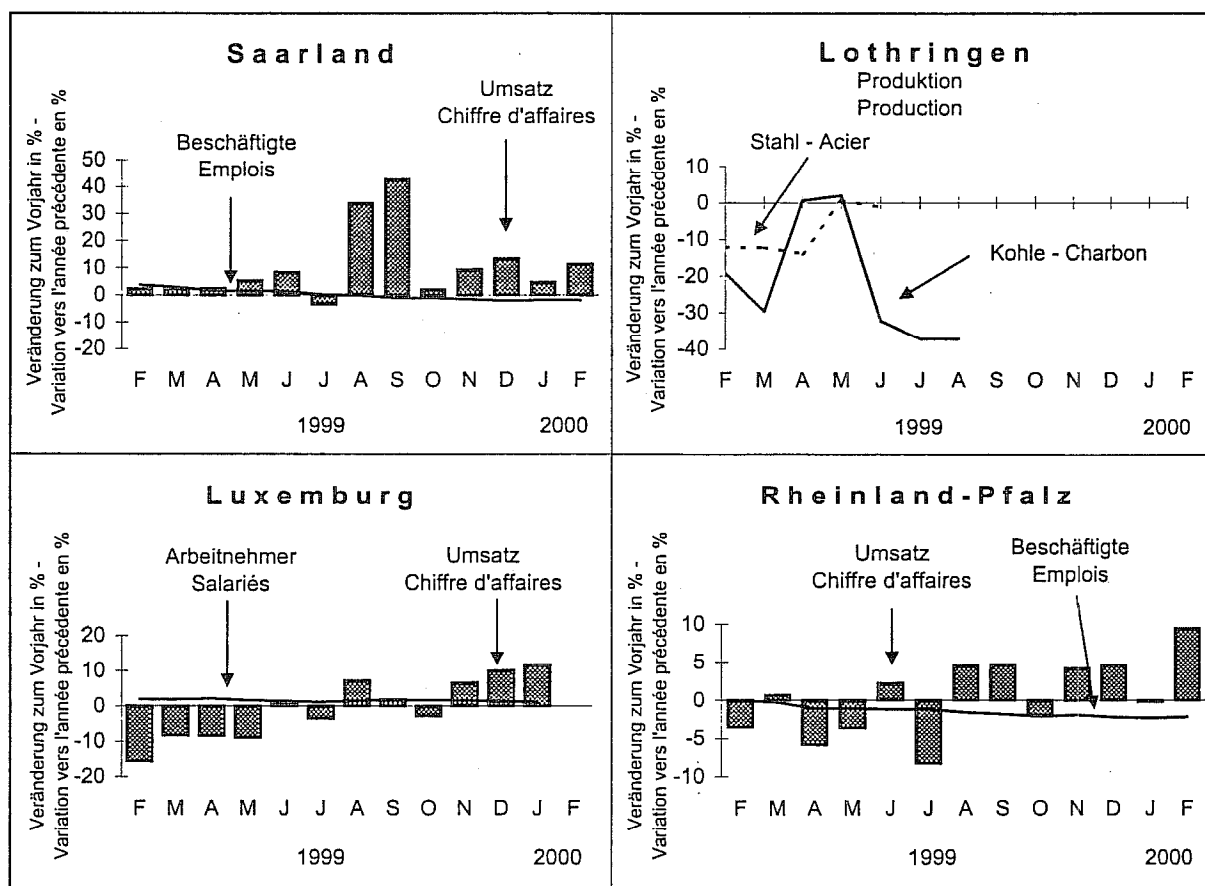 Saarland
Veränderung zum Vorjahr in % -
Variation vers l'année précédente en %
Umsatz
Chiffre d'affaires
Beschäftigte
Emplois
50
40
30
20
10
0
-10
-20
F M A M J J A S O N D J F
1999 2000
Lothringen
Produktion
Production
Veränderung zum Vorjahr in % -
Variation vers l'année précédente en %
Stahl - Acier
Kohle - Charbon
10
0
-10
-20
-30
-40
F M A M J J A S O N D J F
1999 2000
Luxemburg
Veränderung zum Vorjahr in % -
Variation vers l'année précédente en %
Arbeitnehmer
Salariés
Umsatz
Chiffre d'affaires
20
10
0
-10
-20
F M A M J J A S O N D J F
1999 2000
Rheinland-Pfalz
Veränderung zum Vorjahr in % -
Variation vers l'année précédente en %
Umsatz
Chiffre d'affaires
Beschäftigte
Emplois
10
5
0
-5
-10
F M A M J J A S O N D J F
1999 2000